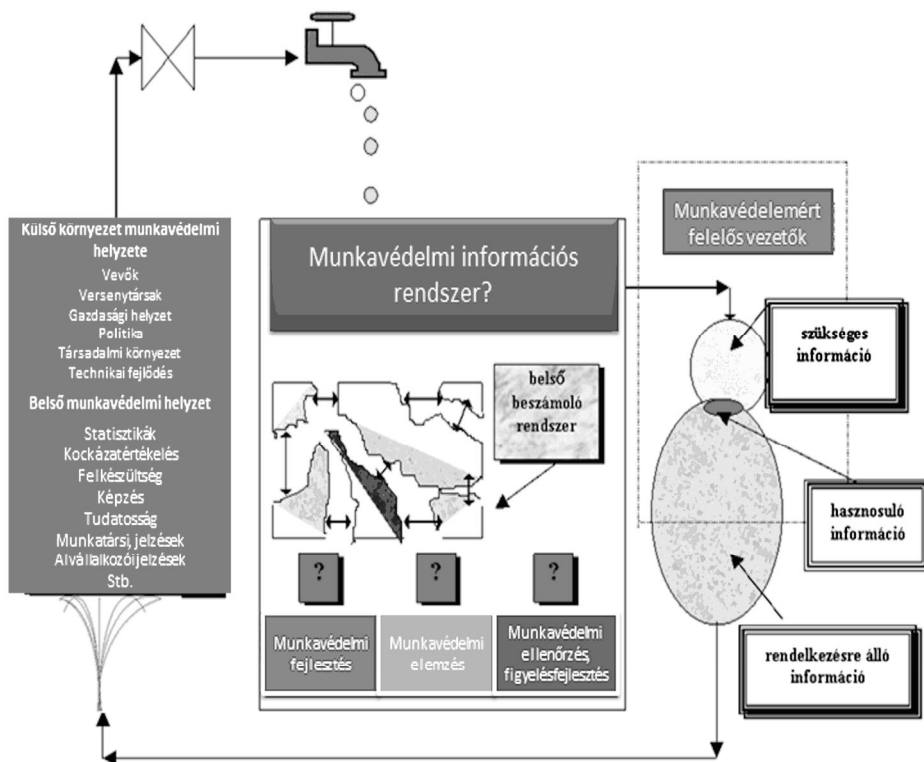 Külső környezet munkavédelmi
helyzete
Vevők
Versenytársak
Gazdasági helyzet
Politika
Társadalmi környezet
Technikai fejlődés
Belső munkavédelmi helyzet
Statisztikák
Kockázatértékelés
Felkészültség
Képzés
Tudatosság
Munkatársi, jelzések
Alvállalkozói jelzések
Stb.
Munkavédelmi információs
rendszer?
belső
beszámoló
rendszer
?
?
?
Munkavédelmi
fejlesztés
Munkavédelmi
elemzés
Munkavédelmi
ellenőrzés,
figyelésfejlesztés
Munkavédelemért
felelős vezetők
szükséges
információ
hasznosuló
információ
rendelkezésre álló
információ